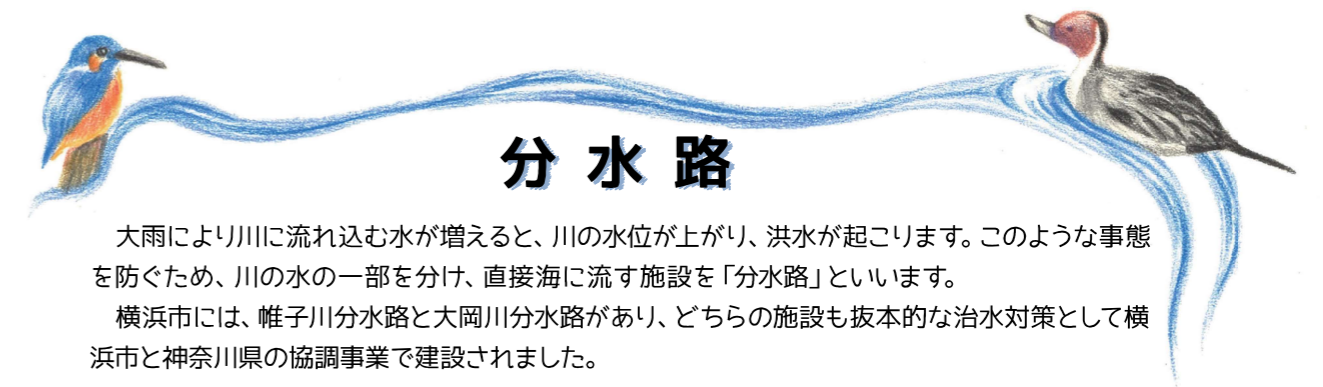 分水路
大雨により川に流れ込む水が増えると、川の水位が上がり、洪水が起こります。このような事態
を防ぐため、川の水の一部を分け、直接海に流す施設を「分水路」といいます。
横浜市には、帷子川分水路と大岡川分水路があり、どちらの施設も抜本的な治水対策として横
浜市と神奈川県の協調事業で建設されました。